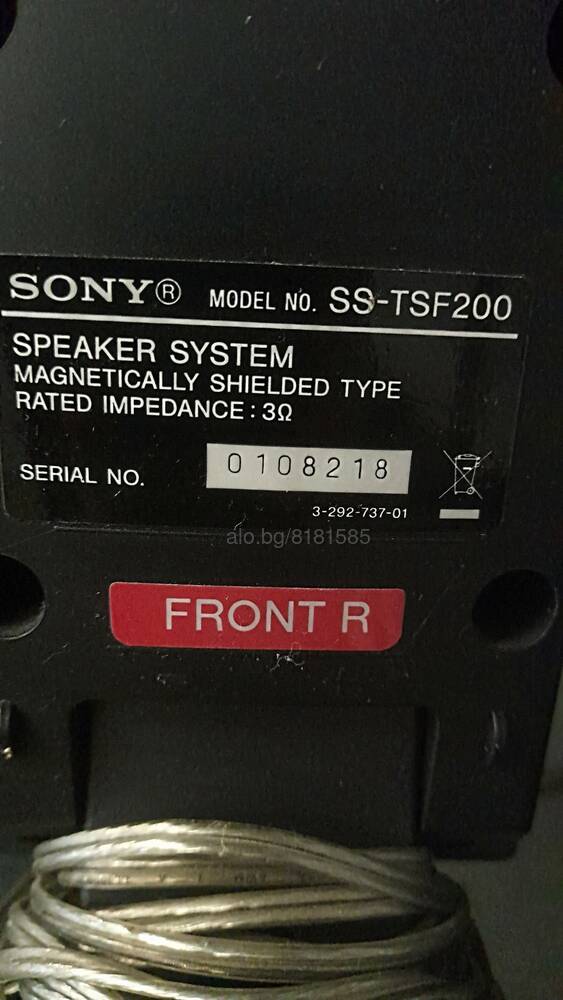 SONY® MODEL NO. SS-TSF200
SPEAKER SYSTEM
MAGNETICALLY SHIELDED TYPE
RATED IMPEDANCE : 3Ω
SERIAL NO. 0108218
3-292-737-01
alo.bg/8181585
FRONT R